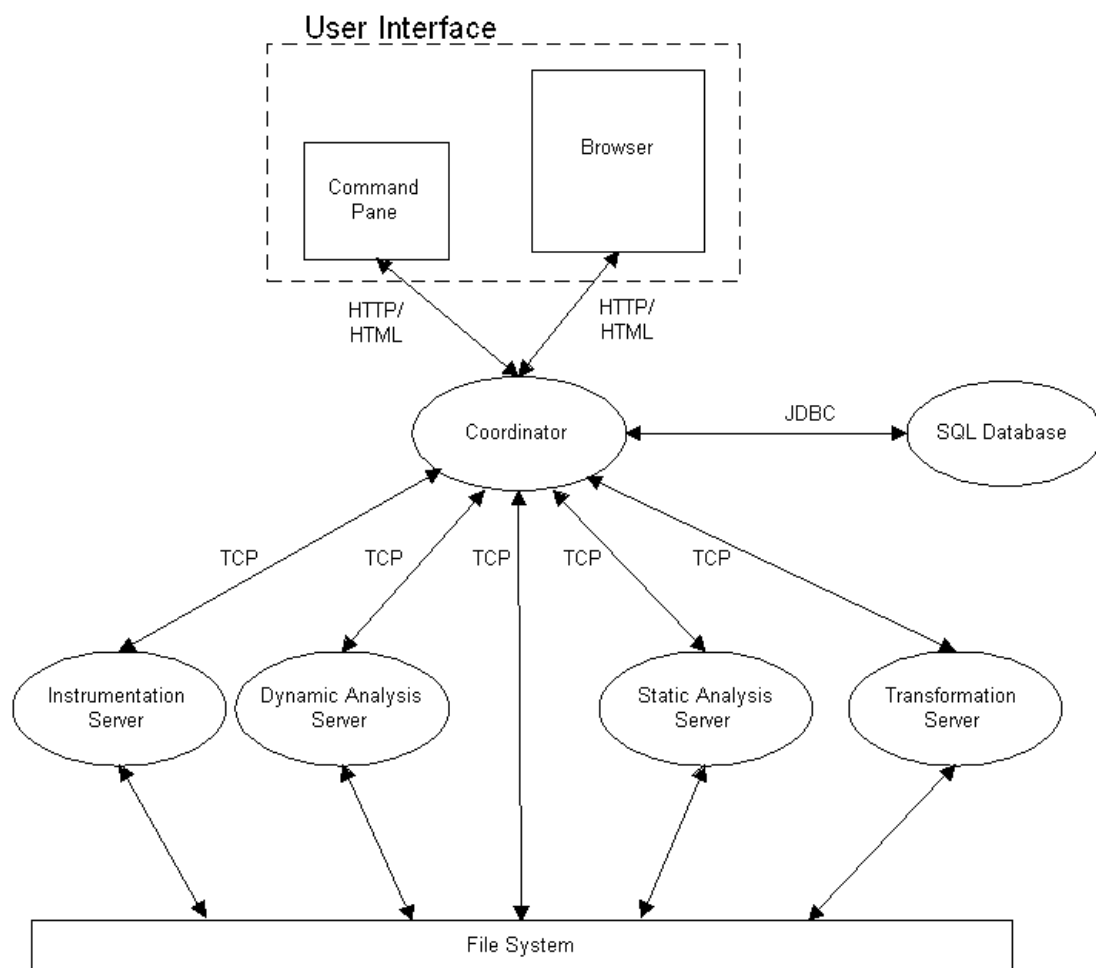 User Interface
Browser
Command
Pane
HTTP/
HTML
HTTP/
HTML
Coordinator
JDBC
SQL Database
TCP
TCP
TCP
TCP
TCP
Instrumentation
Server
Dynamic Analysis
Server
Static Analysis
Server
Transformation
Server
File System